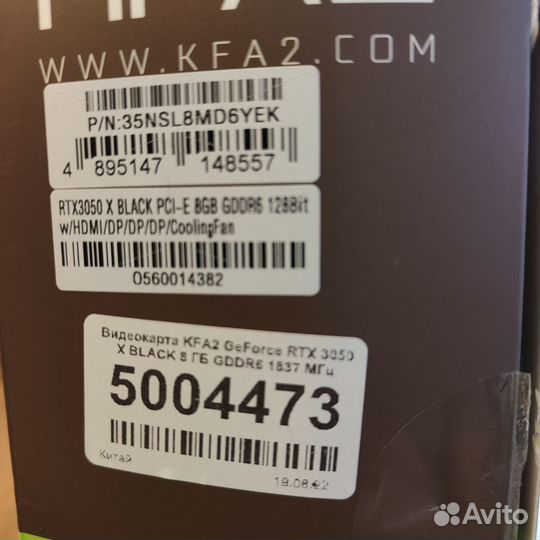 WWW.KFA2.COM
P/N:35NSL8MD6YEK
4 895147 148557
RTX3050 X BLACK PCI-E 8GB GDDR6 128Bit
w/HDMI/DP/DP/DP/CoolingFan
0560014382
Видеокарта KFA2 GeForce RTX 3050
X BLACK 8 ГБ GDDR6 1837 МГц
5004473
Китай
19.08.22
Avito